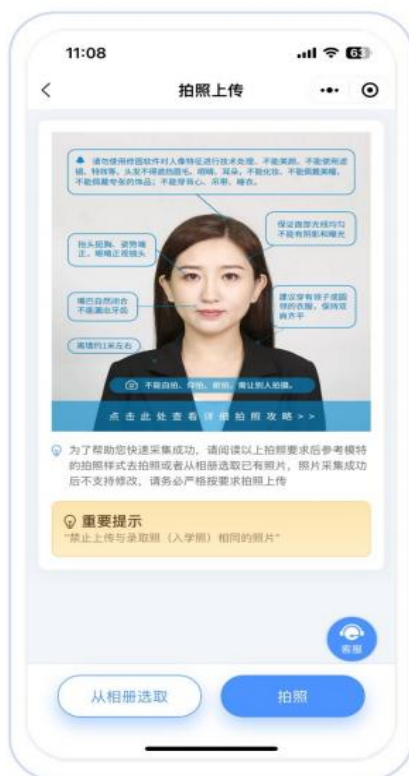 11:08
63
拍照上传
请勿使用修图软件对人像特征进行技术处理,不能美颜,不能使用滤
镜、特效等。头发不得遮挡眉毛、眼睛、耳朵,不能化妆,不能佩戴美瞳,
不能佩戴夸张的饰品;不能穿背心、吊带、睡衣。
保证面部光线均匀
不能有阴影和曝光
抬头挺胸,姿势端
正,眼睛正视镜头
嘴巴自然闭合
不能漏出牙齿
建议穿有领子或圆
领的衣服,保持双
肩齐平
离墙约1米左右
不能自拍、仰拍、俯拍,需让别人拍摄。
点击此处查看详细拍照攻略>>
为了帮助您快速采集成功,请阅读以上拍照要求后参考模特
的拍照样式去拍照或者从相册选取已有照片,照片采集成功
后不支持修改,请务必严格按要求拍照上传
重要提示
“禁止上传与录取照(入学照)相同的照片”
客服
从相册选取
拍照